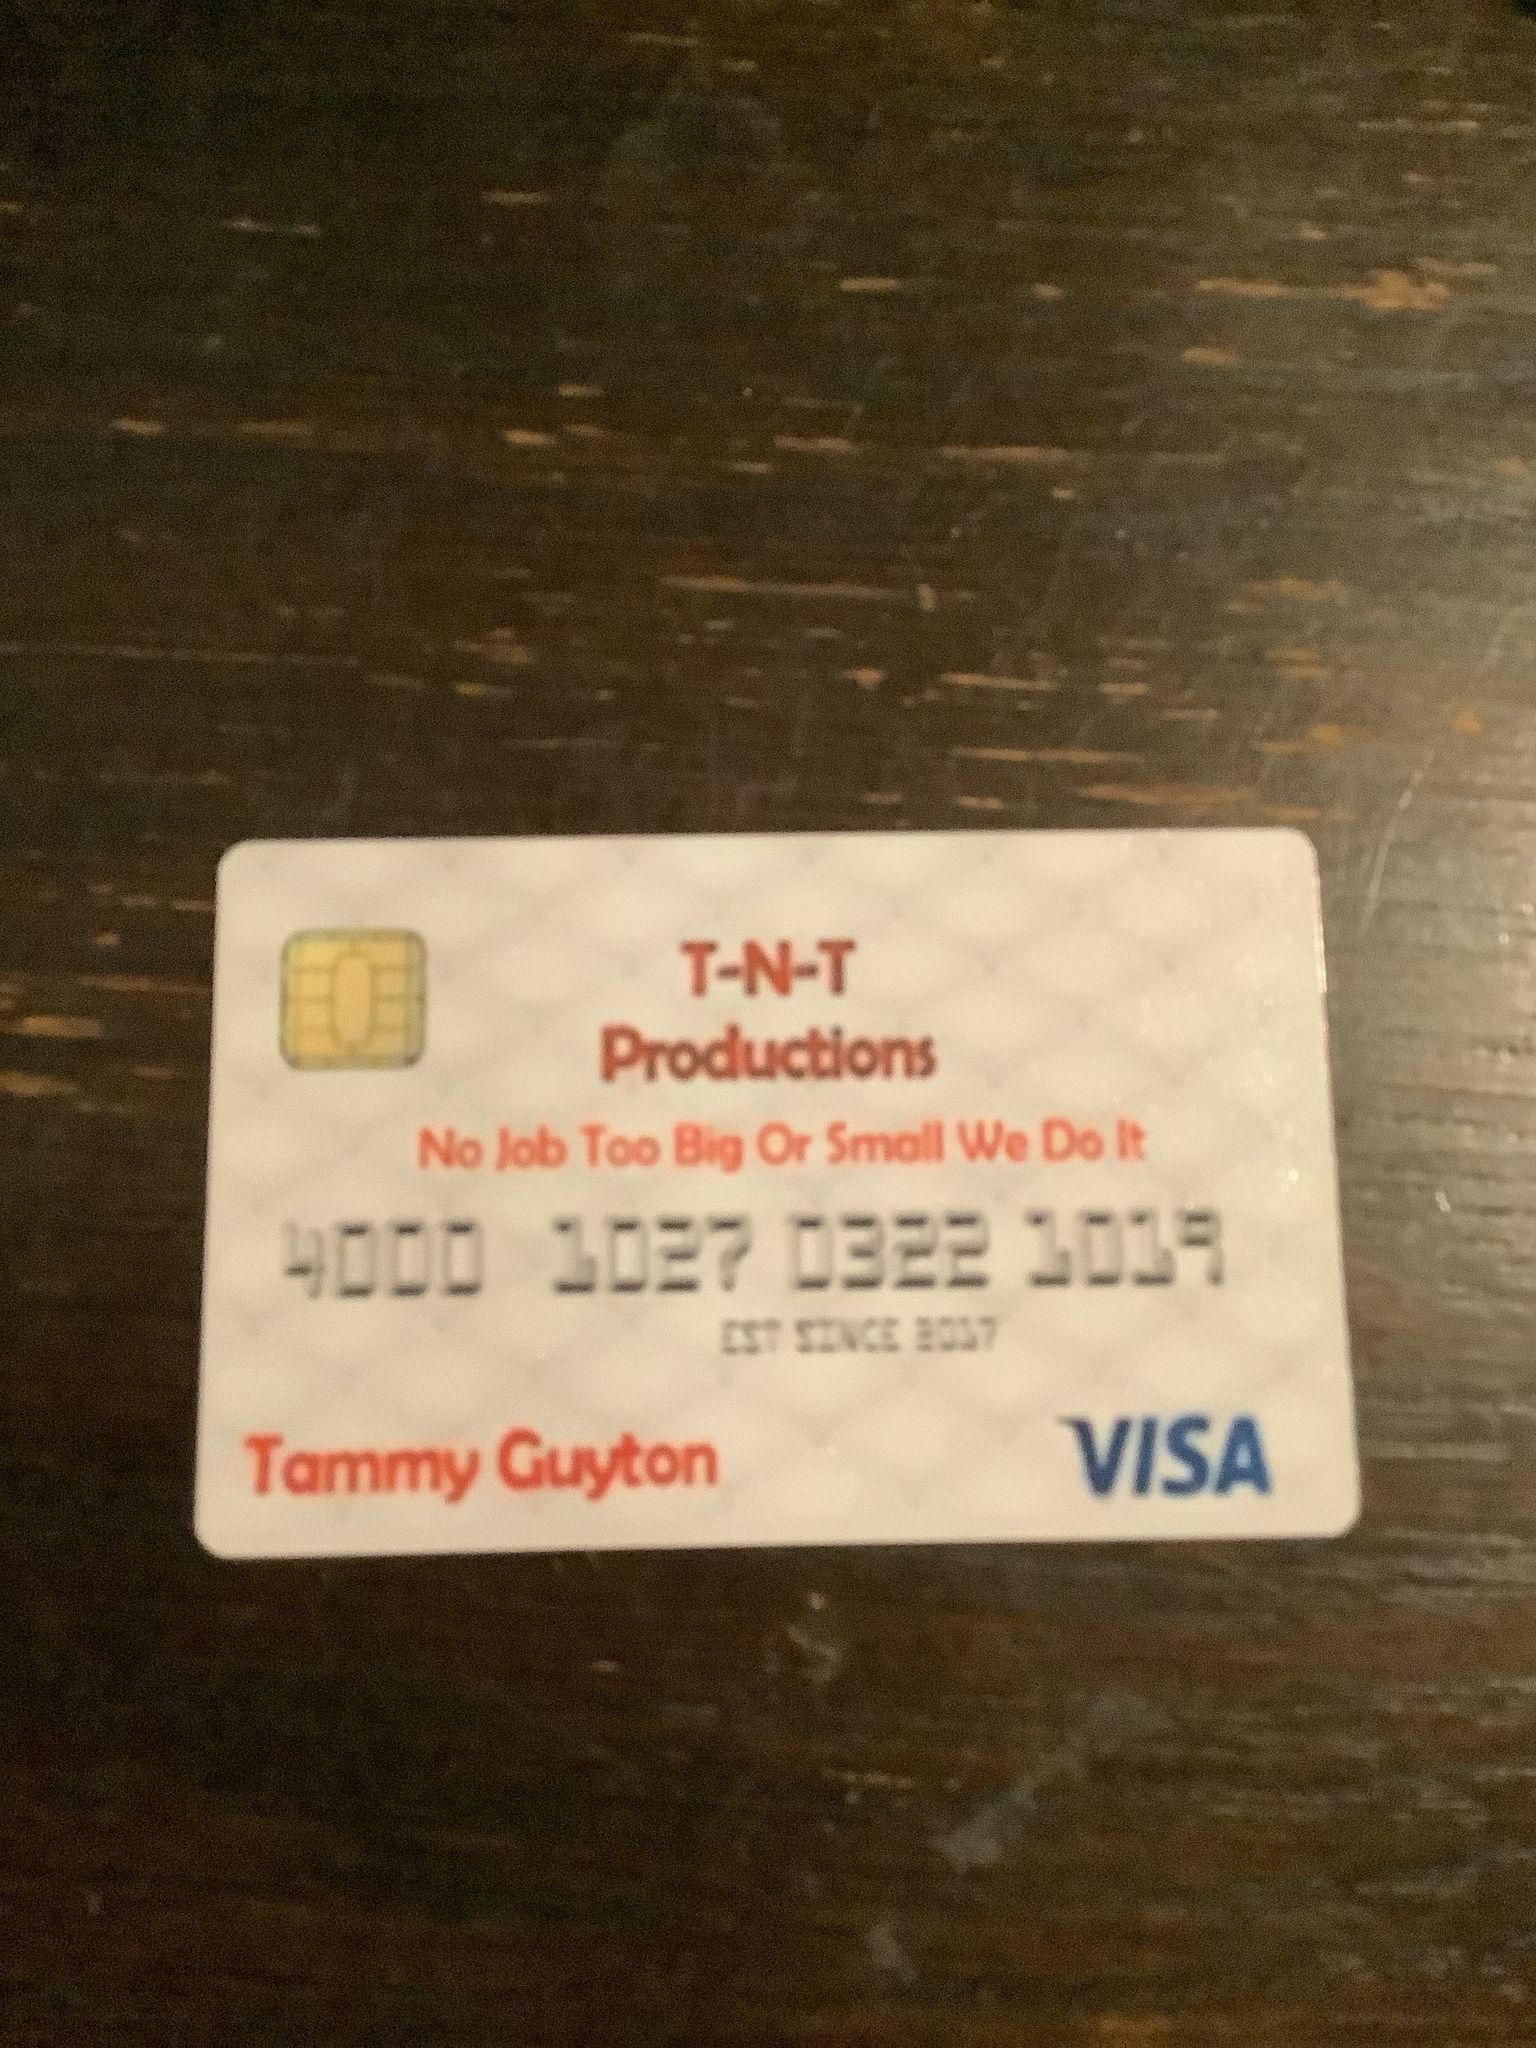 T-N-T
Productions
No Job Too Big Or Small We Do It
4000 1027 0322 1019
EST SINCE 2017
Tammy Guyton
VISA